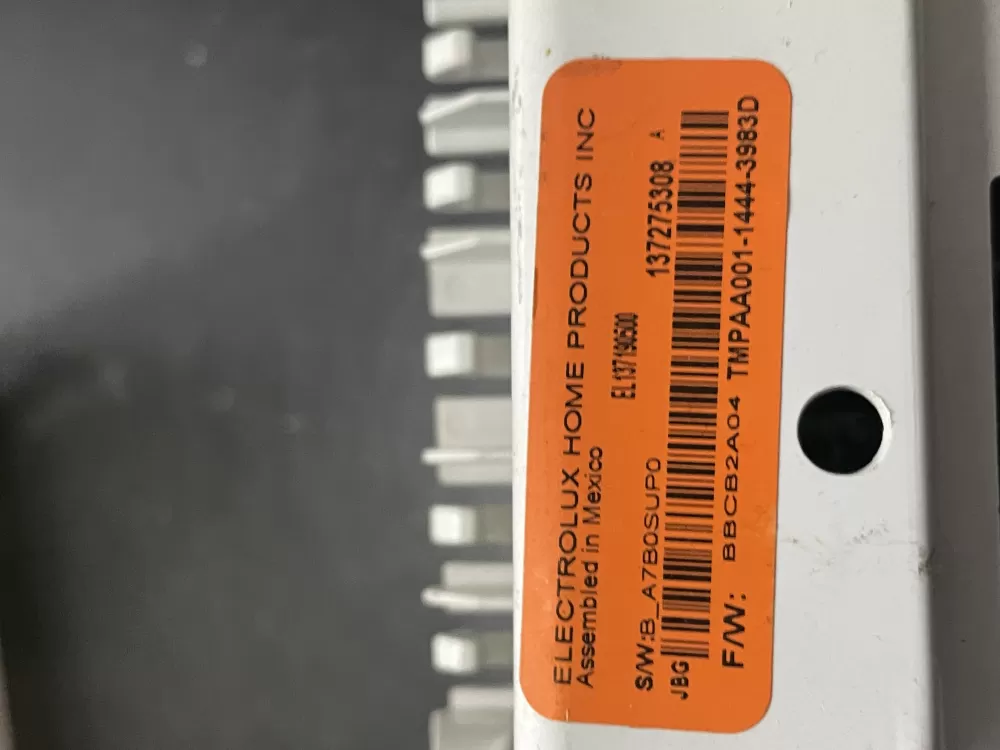 ELECTROLUX HOME PRODUCTS INC
Assembled in Mexico
EL137190500
S/W:B_A7B0SUP0 137275308 A
JBG
F/W: BBCB2A04 TMPAA001-1444-3983D